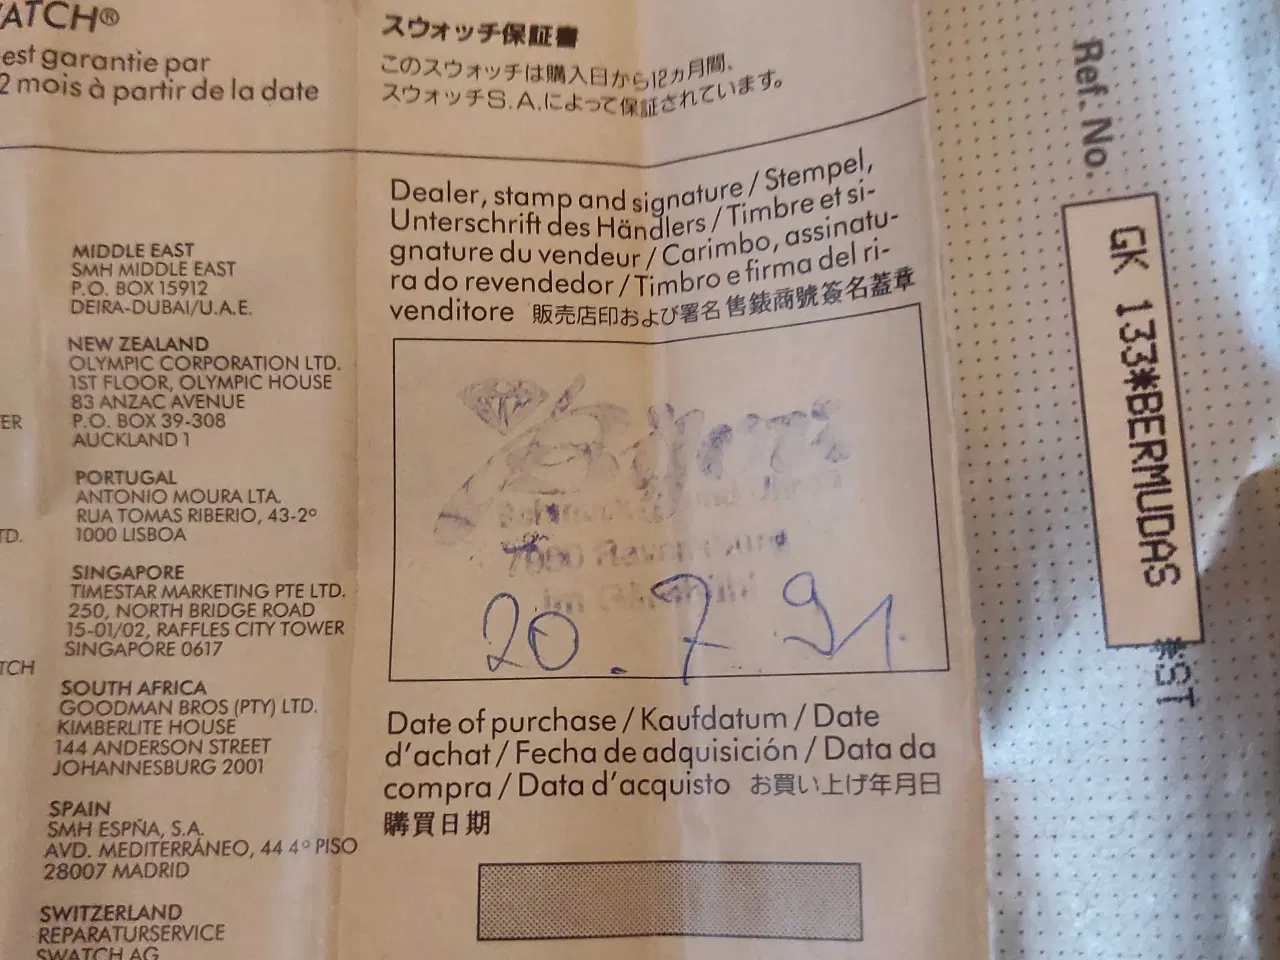 ATCH®
est garantie par
2 mois à partir de la date
スウォッチ保証書
このスウォッチは購入日から12ヵ月間、
スウォッチS.A.によって保証されています。
MIDDLE EAST
SMH MIDDLE EAST
P.O. BOX 15912
DEIRA-DUBAI/U.A.E.
NEW ZEALAND
OLYMPIC CORPORATION LTD.
1ST FLOOR, OLYMPIC HOUSE
83 ANZAC AVENUE
P.O. BOX 39-308
AUCKLAND 1
PORTUGAL
ANTONIO MOURA LTA.
RUA TOMAS RIBERIO, 43-2º
1000 LISBOA
SINGAPORE
TIMESTAR MARKETING PTE LTD.
250, NORTH BRIDGE ROAD
15-01/02, RAFFLES CITY TOWER
SINGAPORE 0617
SOUTH AFRICA
GOODMAN BROS (PTY) LTD.
KIMBERLITE HOUSE
144 ANDERSON STREET
JOHANNESBURG 2001
SPAIN
SMH ESPÑA, S.A.
AVD. MEDITERRÁNEO, 44 4º PISO
28007 MADRID
SWITZERLAND
REPARATURSERVICE
SWATCH AG
ER
TD.
TCH
Dealer, stamp and signature / Stempel,
Unterschrift des Händlers / Timbre et si-
gnature du vendeur / Carimbo, assinatu-
ra do revendedor / Timbro e firma del ri-
venditore 販売店印および署名 售錶商號簽名蓋章
20.7.91.
Date of purchase / Kaufdatum / Date
d'achat / Fecha de adquisición / Data da
compra / Data d'acquisto お買い上げ年月日
購買日期
Ref. No.
GK 133*BERMUDAS
*ST